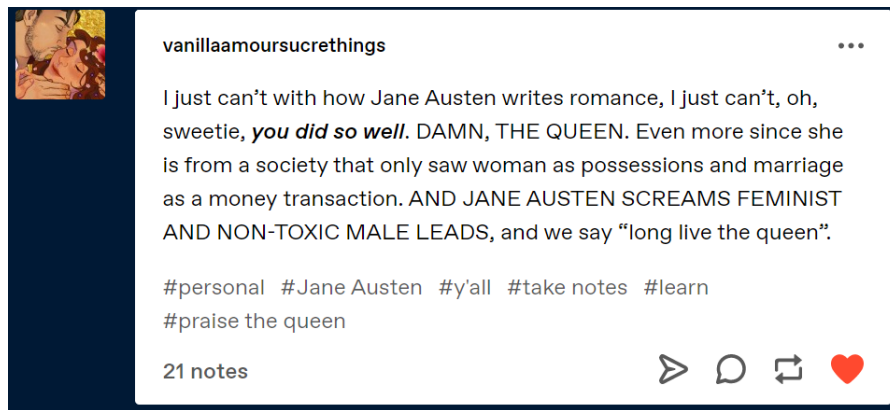 vanillaamoursucrethings
I just can’t with how Jane Austen writes romance, I just can’t, oh,
sweetie, you did so well. DAMN, THE QUEEN. Even more since she
is from a society that only saw woman as possessions and marriage
as a money transaction. AND JANE AUSTEN SCREAMS FEMINIST
AND NON-TOXIC MALE LEADS, and we say “long live the queen”.
#personal #Jane Austen #y'all #take notes #learn
#praise the queen
21 notes